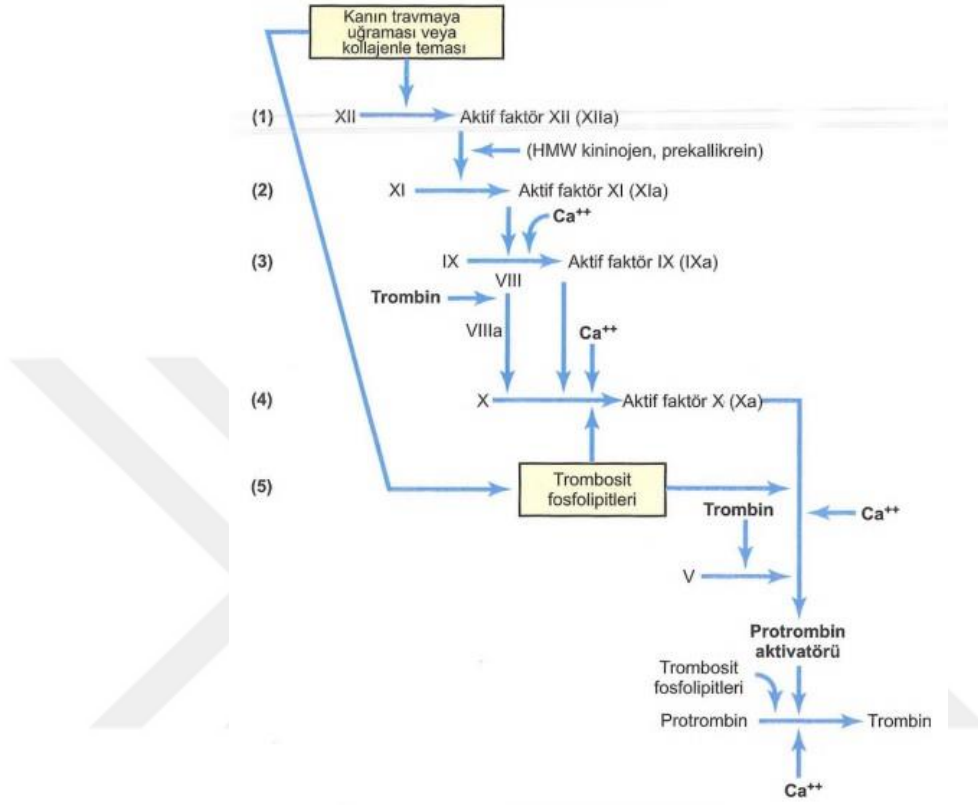 Kanın travmaya
uğraması veya
kollajenle teması
(1) XII Aktif faktör XII (XIIa)
(HMW kininojen, prekallikrein)
(2) XI Aktif faktör XI (XIa)
Ca++
(3) IX Aktif faktör IX (IXa)
VIII
Trombin
VIIIa Ca++
(4) X Aktif faktör X (Xa)
(5) Trombosit
fosfolipitleri
Trombin Ca++
V
Protrombin
aktivatörü
Trombosit
fosfolipitleri
Protrombin Trombin
Ca++